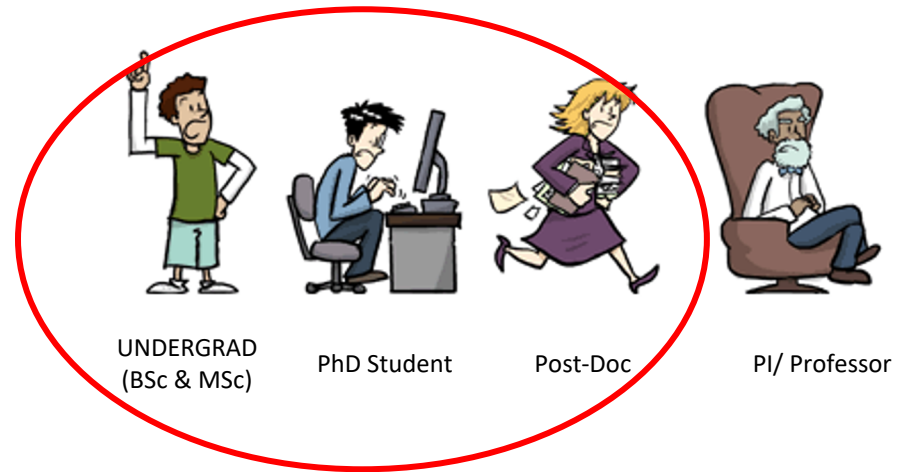 UNDERGRAD
(BSc & MSc)
PhD Student
Post-Doc
PI/ Professor